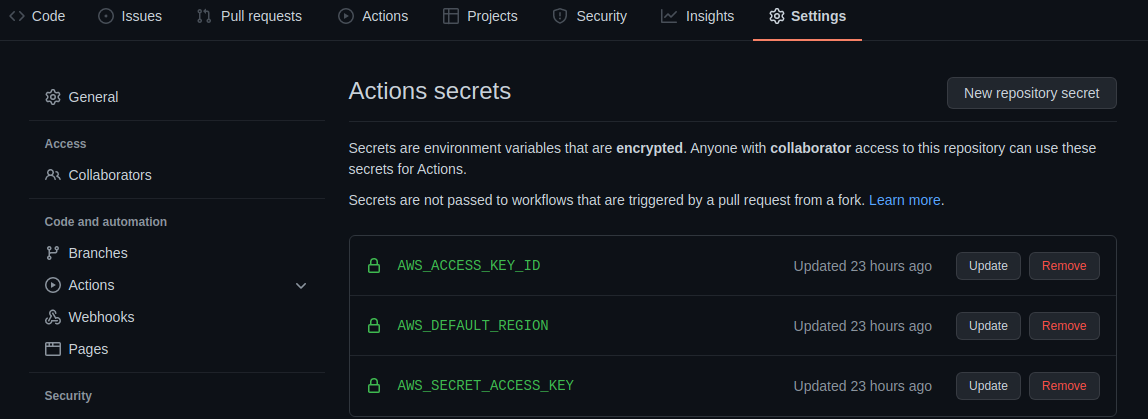 Code Issues Pull requests Actions Projects Security Insights Settings
General
Access
Collaborators
Code and automation
Branches
Actions
Webhooks
Pages
Security
Actions secrets New repository secret
Secrets are environment variables that are encrypted. Anyone with collaborator access to this repository can use these
secrets for Actions.
Secrets are not passed to workflows that are triggered by a pull request from a fork. Learn more.
AWS_ACCESS_KEY_ID Updated 23 hours ago Update Remove
AWS_DEFAULT_REGION Updated 23 hours ago Update Remove
AWS_SECRET_ACCESS_KEY Updated 23 hours ago Update Remove